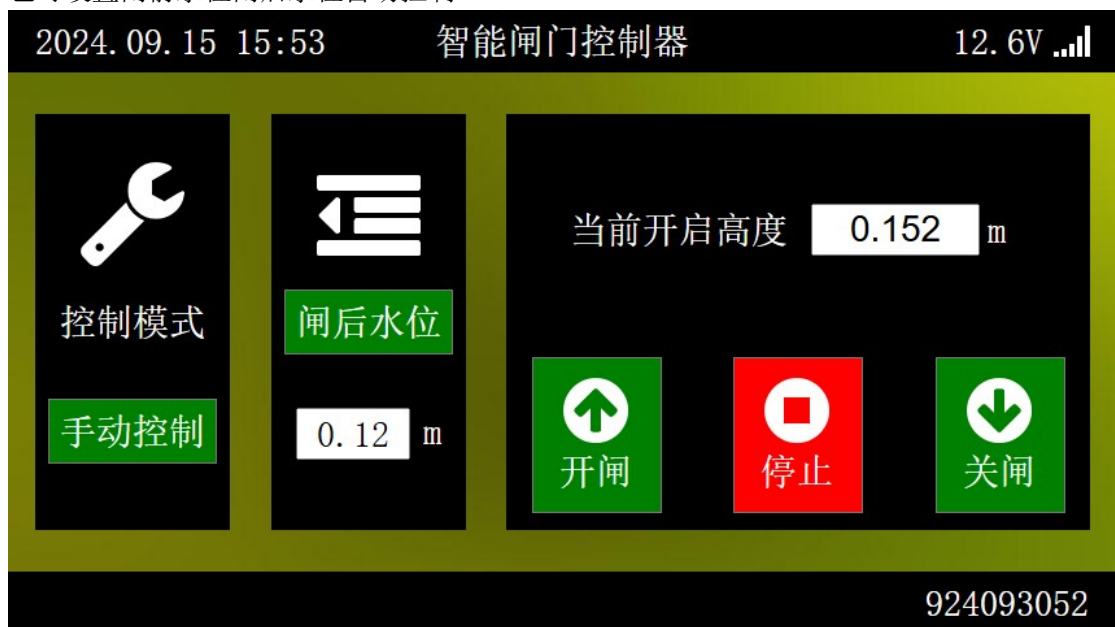 2024.09.15 15:53 智能闸门控制器 12.6V
控制模式
手动控制
闸后水位
0.12 m
当前开启高度 0.152 m
开闸 停止 关闸
924093052